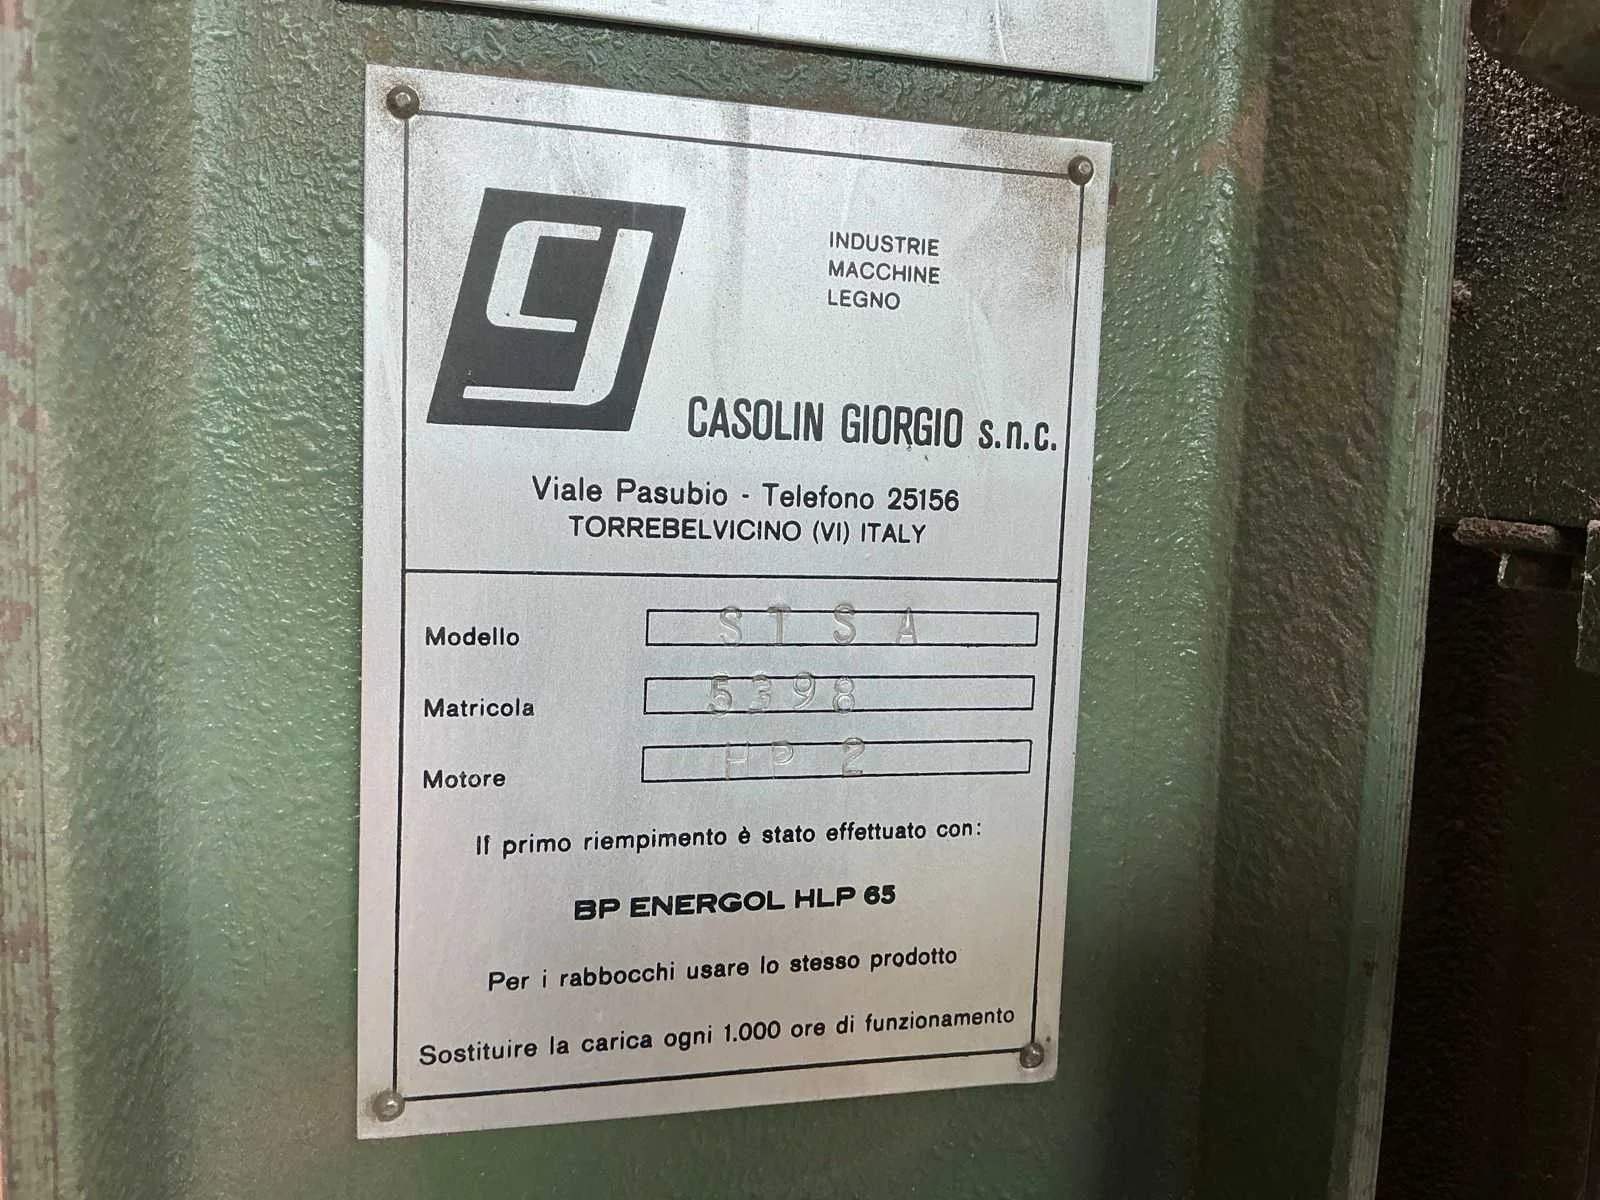 INDUSTRIE
MACCHINE
LEGNO
CASOLIN GIORGIO s.n.c.
Viale Pasubio - Telefono 25156
TORREBELVICINO (VI) ITALY
Modello STSA
Matricola 5398
Motore HP 2
If primo riempimento è stato effettuato con:
BP ENERGOL HLP 65
Per i rabbocchi usare lo stesso prodotto
Sostituire la carica ogni 1.000 ore di funzionamento